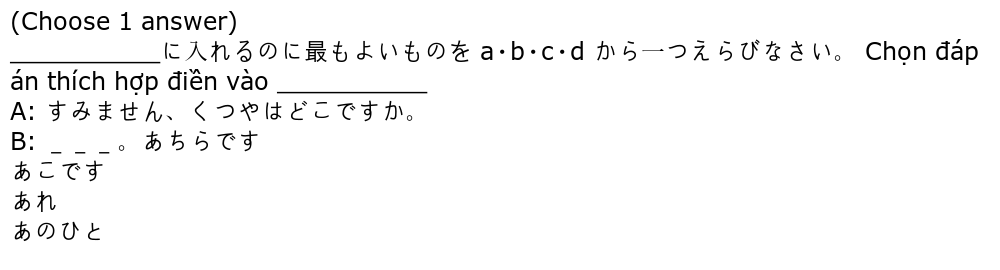 (Choose 1 answer)
____________に入れるのに最もよいものを a・b・c・d から一つえらびなさい。 Chọn đáp
án thích hợp điền vào ____________
A: すみません、くつやはどこですか。
B: _ _ _。あちらです
あこです
あれ
あのひと